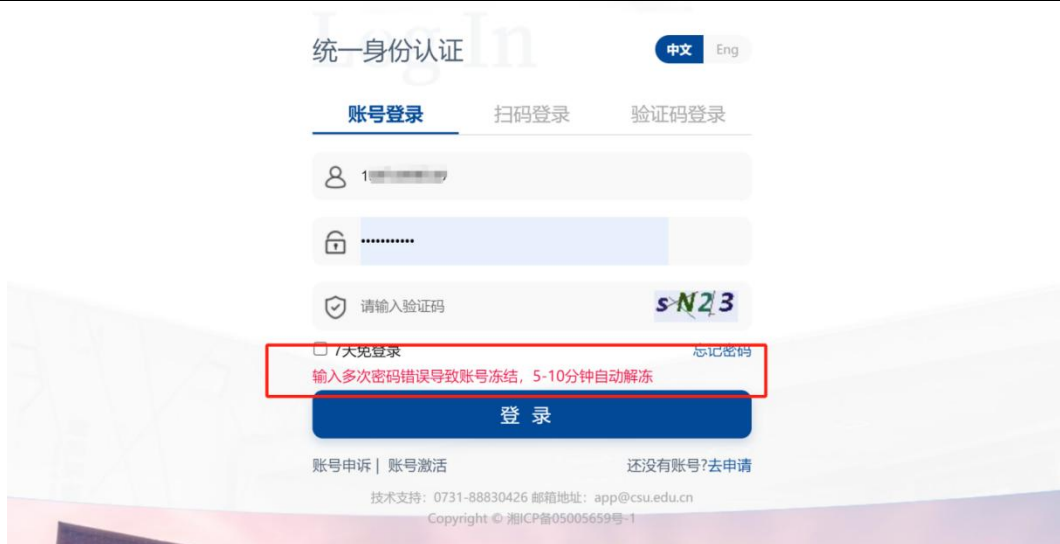 Log In
统一身份认证
中文 Eng
账号登录 扫码登录 验证码登录
请输入验证码 sN23
7天免登录 忘记密码
输入多次密码错误导致账号冻结，5-10分钟自动解冻
登 录
账号申诉 | 账号激活 还没有账号?去申请
技术支持：0731-88830426 邮箱地址：app@csu.edu.cn
Copyright © 湘ICP备05005659号-1